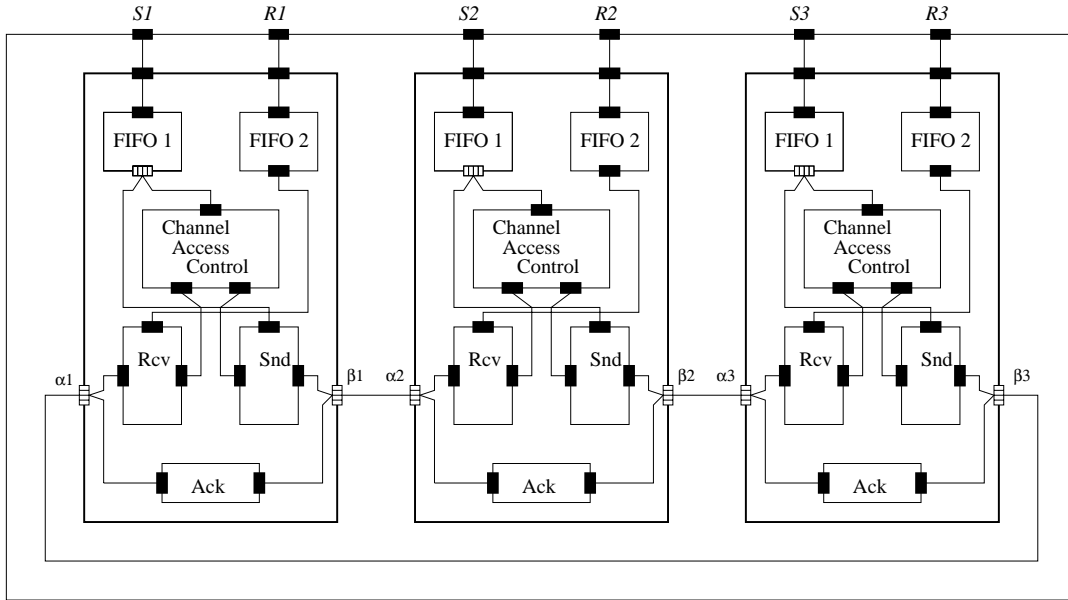 S1 R1 S2 R2 S3 R3
FIFO 1 FIFO 2 FIFO 1 FIFO 2 FIFO 1 FIFO 2
Channel Channel Channel
Access Access Access
Control Control Control
Rcv Snd Rcv Snd Rcv Snd
α1 β1 α2 β2 α3 β3
Ack Ack Ack